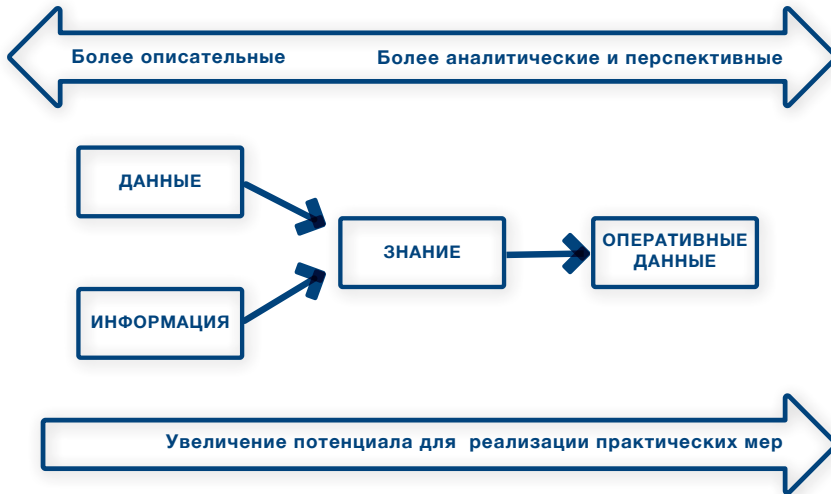 Более описательные
Более аналитические и перспективные
ДАННЫЕ
ИНФОРМАЦИЯ
ЗНАНИЕ
ОПЕРАТИВНЫЕ
ДАННЫЕ
Увеличение потенциала для реализации практических мер